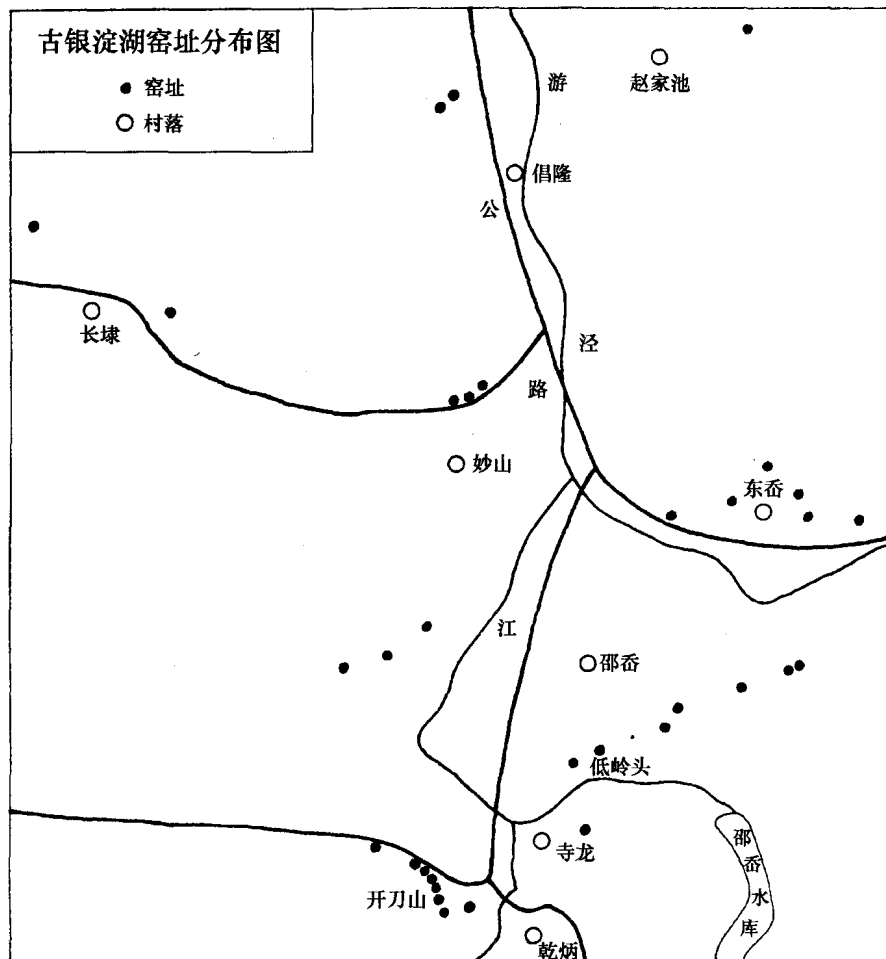 古银淀湖窑址分布图
窑址
村落
赵家池
游
倡隆
公
长埭
泾
路
妙山
东岙
江
邵岙
低岭头
邵
岙
水
库
寺龙
开刀山
乾炳